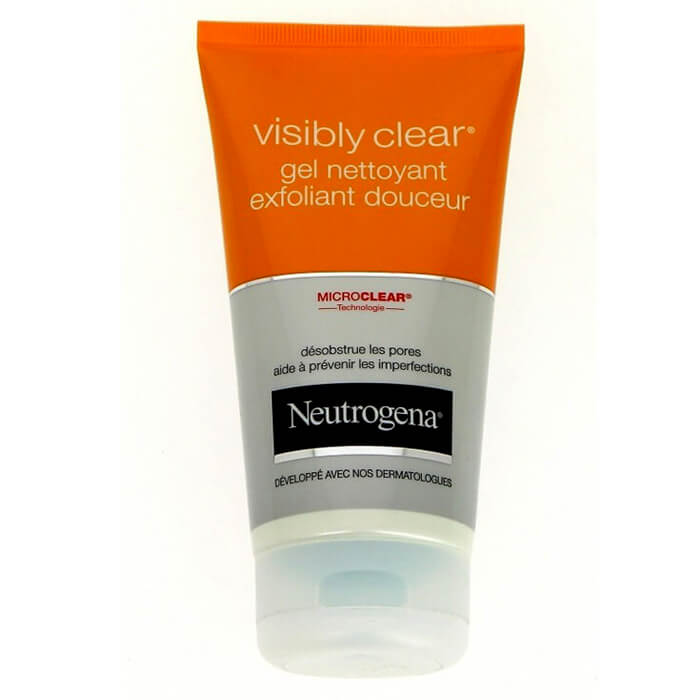 visibly clear®
gel nettoyant
exfoliant douceur
MICROCLEAR®
Technologie
désobstrue les pores
aide à prévenir les imperfections
Neutrogena®
DÉVELOPPÉ AVEC NOS DERMATOLOGUES